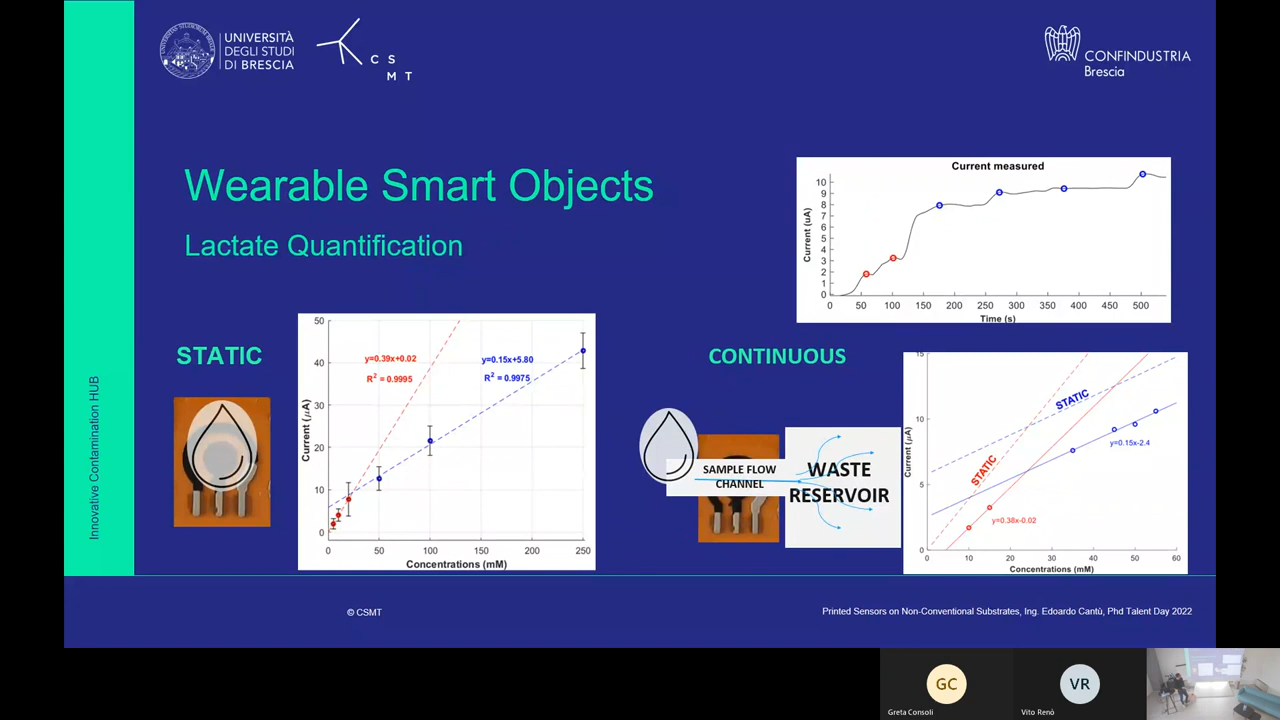 UNIVERSITÀ
DEGLI STUDI
DI BRESCIA
C S
M T
CONFINDUSTRIA
Brescia
Wearable Smart Objects
Lactate Quantification
Current measured
Current (uA)
10
9
8
7
6
5
4
3
2
1
0
0 50 100 150 200 250 300 350 400 450 500
Time (s)
STATIC
Current (μA)
50
40
30
20
10
0
y=0.39x+0.02
R² = 0.9995
y=0.15x+5.80
R² = 0.9975
0 50 100 150 200 250
Concentrations (mM)
CONTINUOUS
SAMPLE FLOW
CHANNEL
WASTE
RESERVOIR
Current (μA)
15
10
5
0
STATIC
STATIC
y=0.15x-2.4
y=0.38x-0.02
0 10 20 30 40 50 60
Concentrations (mM)
Innovative Contamination HUB
© CSMT
Printed Sensors on Non-Conventional Substrates, Ing. Edoardo Cantù, Phd Talent Day 2022
GC
Greta Consoli
VR
Vito Renò